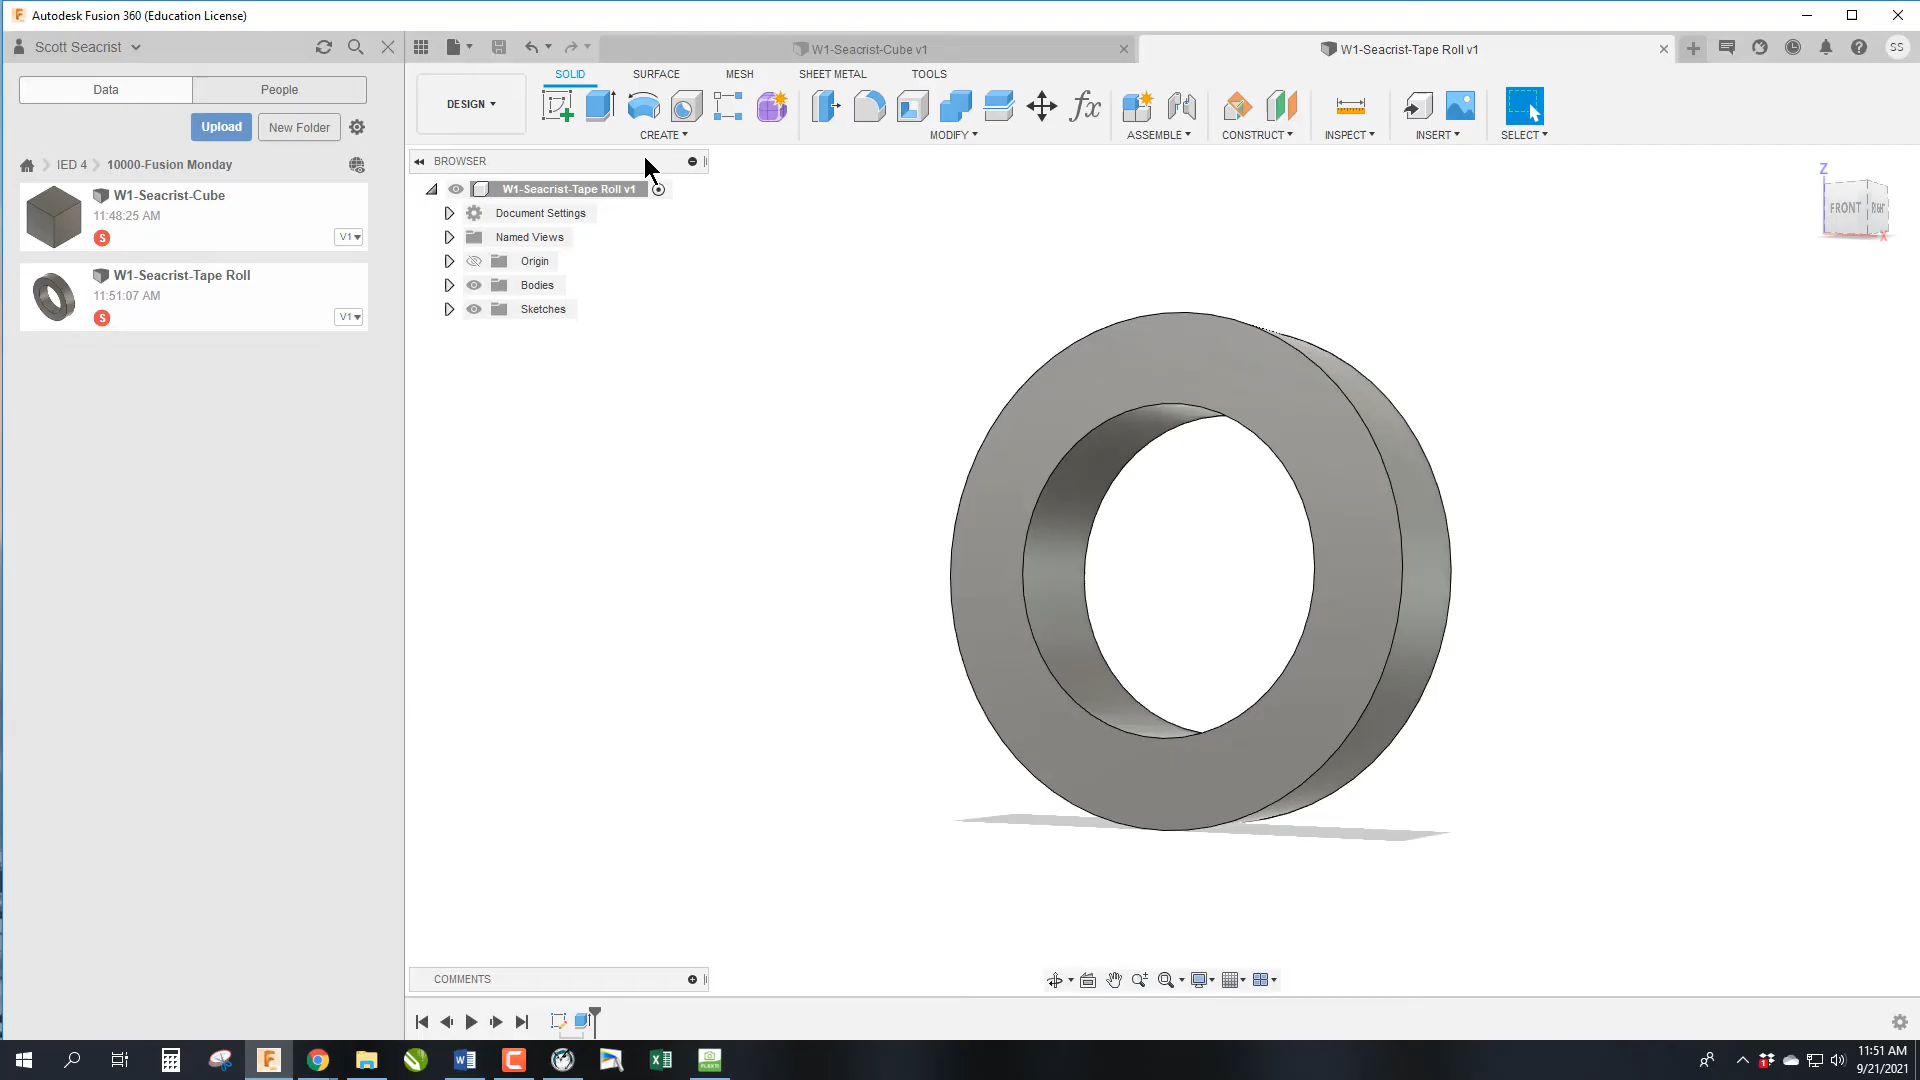 Autodesk Fusion 360 (Education License)
Scott Seacrist
W1-Seacrist-Cube v1
W1-Seacrist-Tape Roll v1
SS
Data
People
DESIGN
SOLID
SURFACE
MESH
SHEET METAL
TOOLS
Upload
New Folder
CREATE
MODIFY
ASSEMBLE
CONSTRUCT
INSPECT
INSERT
SELECT
IED 4
10000-Fusion Monday
BROWSER
W1-Seacrist-Tape Roll v1
Document Settings
Named Views
Origin
Bodies
Sketches
W1-Seacrist-Cube
11:48:25 AM
S
V1
W1-Seacrist-Tape Roll
11:51:07 AM
S
V1
Z
FRONT
RIGHT
X
COMMENTS
11:51 AM
9/21/2021